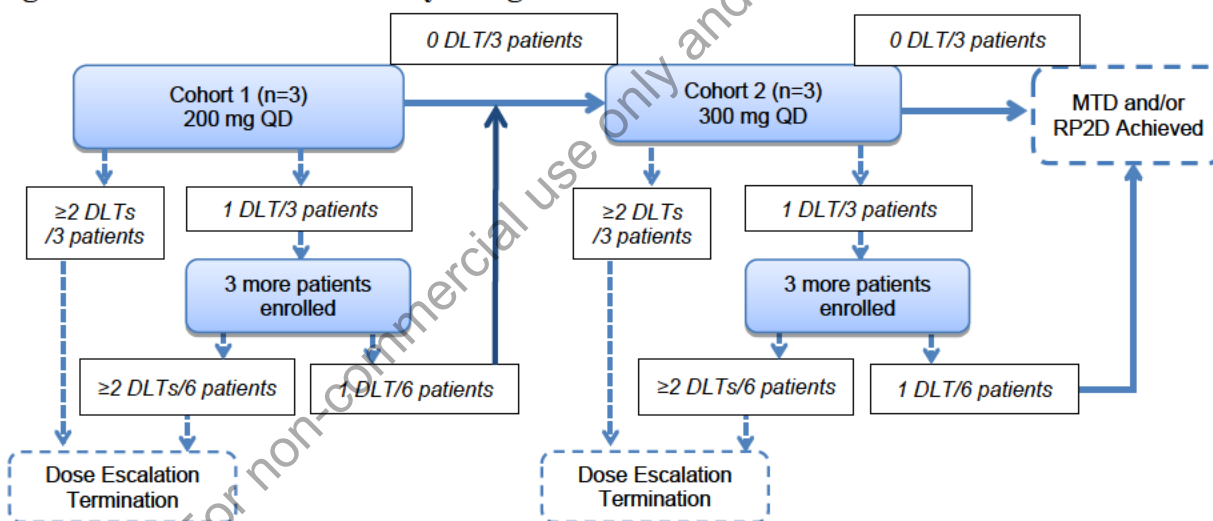 0 DLT/3 patients
0 DLT/3 patients
Cohort 1 (n=3)
200 mg QD
Cohort 2 (n=3)
300 mg QD
MTD and/or
RP2D Achieved
≥2 DLTs
/3 patients
1 DLT/3 patients
≥2 DLTs
/3 patients
1 DLT/3 patients
3 more patients
enrolled
3 more patients
enrolled
≥2 DLTs/6 patients
1 DLT/6 patients
≥2 DLTs/6 patients
1 DLT/6 patients
Dose Escalation
Termination
Dose Escalation
Termination
For non-commercial use only and